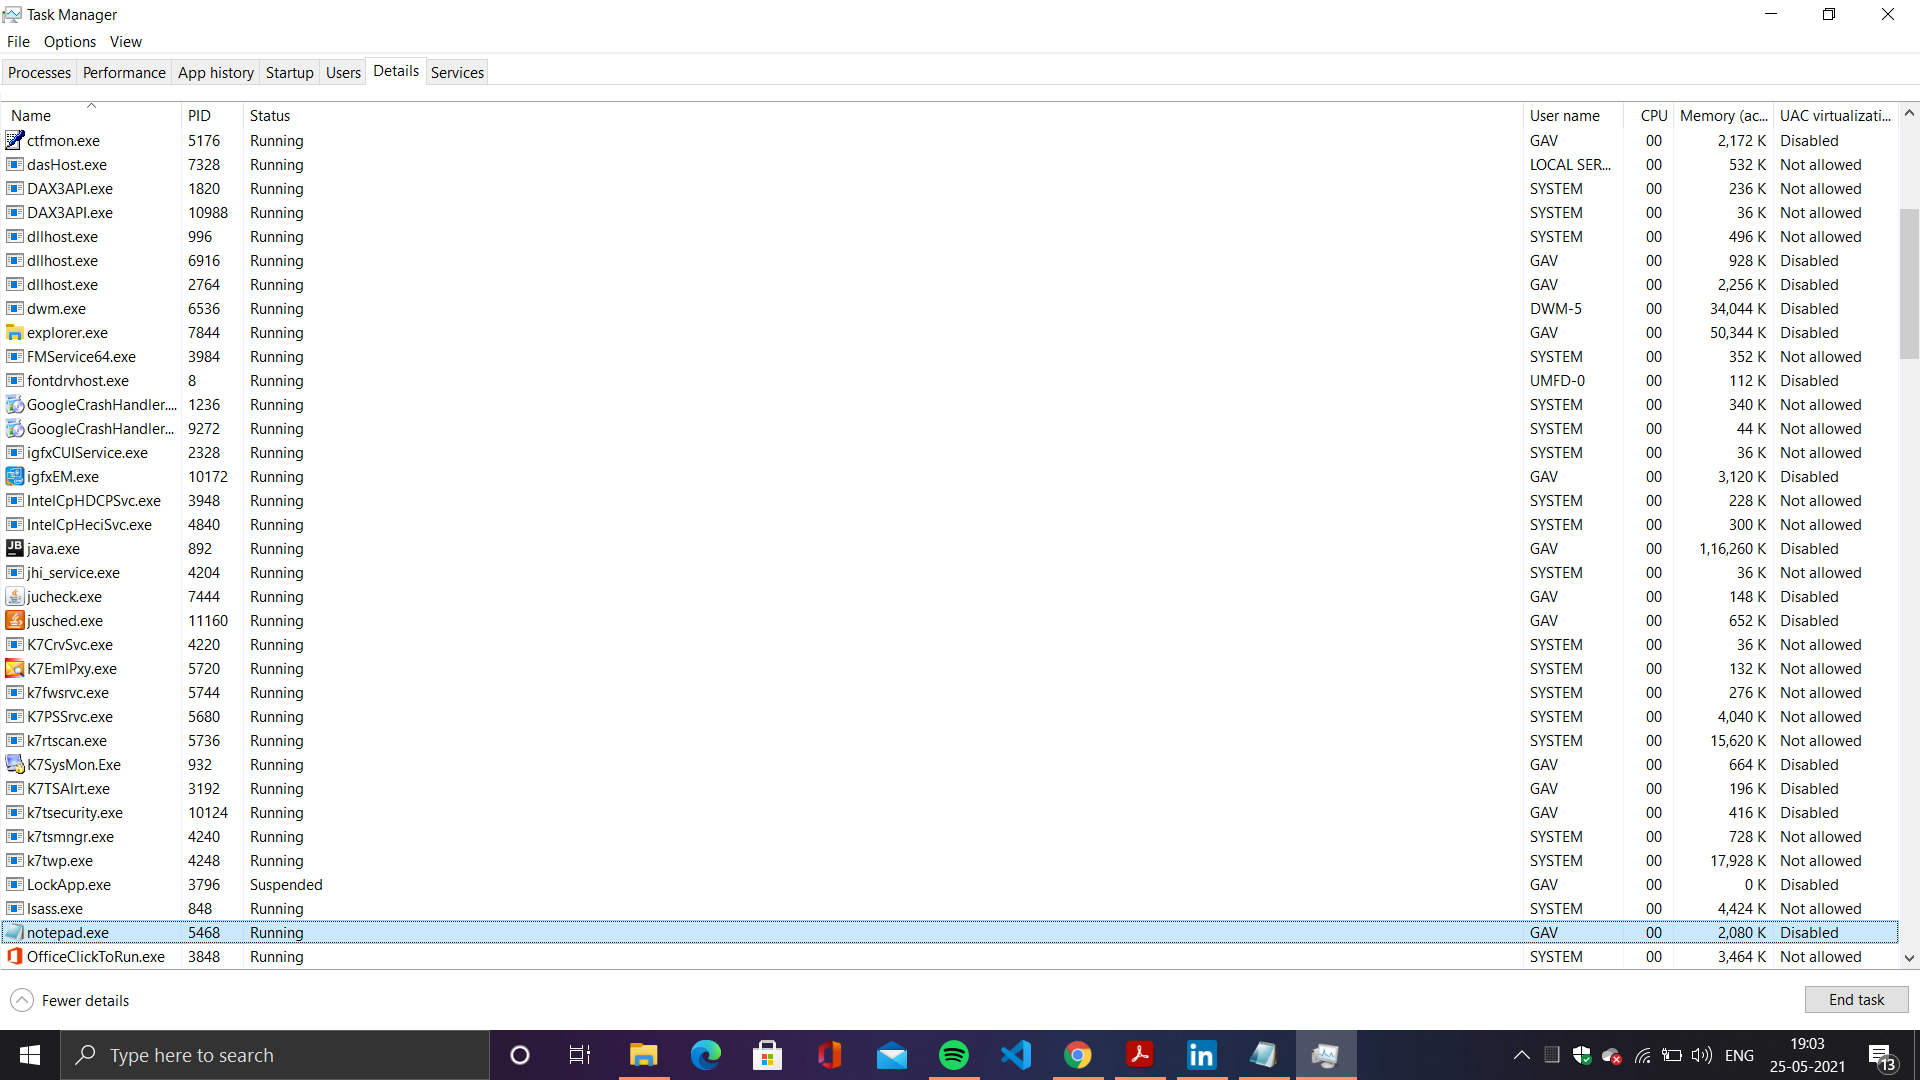 Task Manager
File Options View
Processes Performance App history Startup Users Details Services
Name PID Status User name CPU Memory (ac... UAC virtualizati...
ctfmon.exe 5176 Running GAV 00 2,172 K Disabled
dasHost.exe 7328 Running LOCAL SER... 00 532 K Not allowed
DAX3API.exe 1820 Running SYSTEM 00 236 K Not allowed
DAX3API.exe 10988 Running SYSTEM 00 36 K Not allowed
dllhost.exe 996 Running SYSTEM 00 496 K Not allowed
dllhost.exe 6916 Running GAV 00 928 K Disabled
dllhost.exe 2764 Running GAV 00 2,256 K Disabled
dwm.exe 6536 Running DWM-5 00 34,044 K Disabled
explorer.exe 7844 Running GAV 00 50,344 K Disabled
FMService64.exe 3984 Running SYSTEM 00 352 K Not allowed
fontdrvhost.exe 8 Running UMFD-0 00 112 K Disabled
GoogleCrashHandler.... 1236 Running SYSTEM 00 340 K Not allowed
GoogleCrashHandler... 9272 Running SYSTEM 00 44 K Not allowed
igfxCUIService.exe 2328 Running SYSTEM 00 36 K Not allowed
igfxEM.exe 10172 Running GAV 00 3,120 K Disabled
IntelCpHDCPSvc.exe 3948 Running SYSTEM 00 228 K Not allowed
IntelCpHeciSvc.exe 4840 Running SYSTEM 00 300 K Not allowed
JB java.exe 892 Running GAV 00 1,16,260 K Disabled
jhi_service.exe 4204 Running SYSTEM 00 36 K Not allowed
jucheck.exe 7444 Running GAV 00 148 K Disabled
jusched.exe 11160 Running GAV 00 652 K Disabled
K7CrvSvc.exe 4220 Running SYSTEM 00 36 K Not allowed
K7EmlPxy.exe 5720 Running SYSTEM 00 132 K Not allowed
k7fwsrvc.exe 5744 Running SYSTEM 00 276 K Not allowed
K7PSSrvc.exe 5680 Running SYSTEM 00 4,040 K Not allowed
k7rtscan.exe 5736 Running SYSTEM 00 15,620 K Not allowed
K7SysMon.Exe 932 Running GAV 00 664 K Disabled
K7TSAlrt.exe 3192 Running GAV 00 196 K Disabled
k7tsecurity.exe 10124 Running GAV 00 416 K Disabled
k7tsmngr.exe 4240 Running SYSTEM 00 728 K Not allowed
k7twp.exe 4248 Running SYSTEM 00 17,928 K Not allowed
LockApp.exe 3796 Suspended GAV 00 0 K Disabled
lsass.exe 848 Running SYSTEM 00 4,424 K Not allowed
notepad.exe 5468 Running GAV 00 2,080 K Disabled
OfficeClickToRun.exe 3848 Running SYSTEM 00 3,464 K Not allowed
Fewer details End task
Type here to search in ENG 19:03
25-05-2021 13